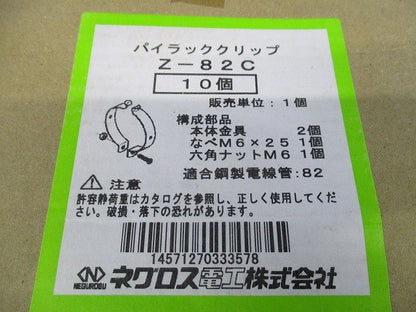 パイラッククリップ
Z－82C
10個
販売単位：1個
構成部品
本体金具　2個
なべM6×25 1個
六角ナットM6 1個
適合鋼製電線管：82
注意
許容静荷重はカタログを参照し、正しく使用してください。破損・落下の恐れがあります。
14571270333578
NEGUROSU
ネグロス電工株式会社